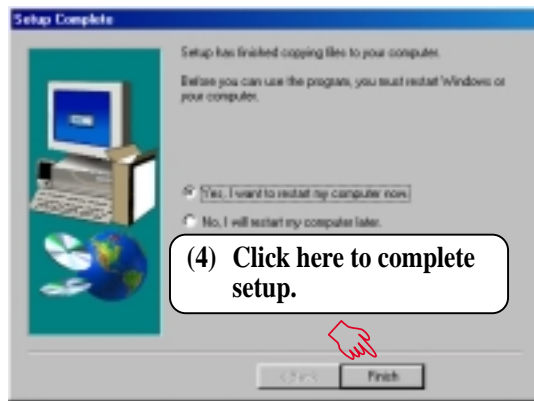 Setup Complete
Setup has finished copying files to your computer.
Before you can use the program, you must restart Windows or
your computer.
Yes, I want to restart my computer now.
No, I will restart my computer later.
(4) Click here to complete
setup.
< Back
Finish